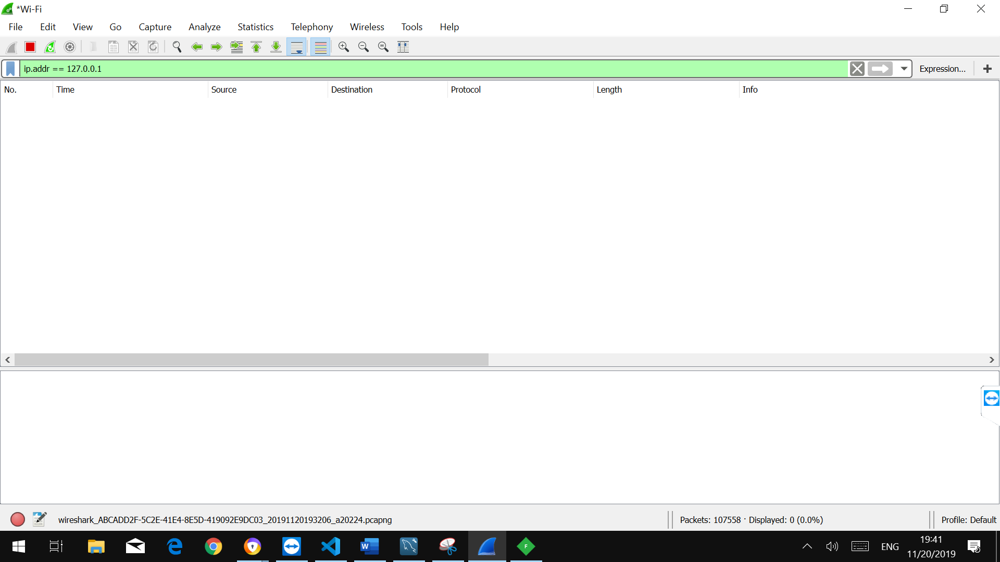 *Wi-Fi
File Edit View Go Capture Analyze Statistics Telephony Wireless Tools Help
ip.addr == 127.0.0.1 Expression... +
No. Time Source Destination Protocol Length Info
wireshark_ABCADD2F-5C2E-41E4-8E5D-419092E9DC03_20191120193206_a20224.pcapng Packets: 107558 · Displayed: 0 (0.0%) Profile: Default
W F ENG 19:41
11/20/2019